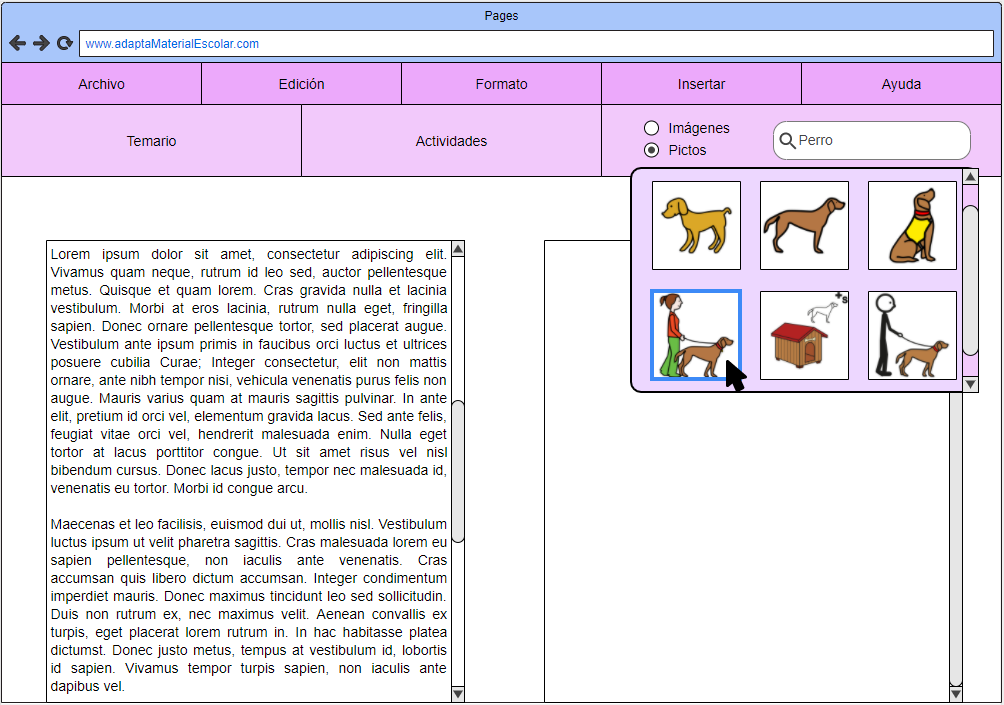 Pages
www.adaptaMaterialEscolar.com
Archivo
Edición
Formato
Insertar
Ayuda
Temario
Actividades
Imágenes
Pictos
Perro
+s
Lorem ipsum dolor sit amet, consectetur adipiscing elit.
Vivamus quam neque, rutrum id leo sed, auctor pellentesque
metus. Quisque et quam lorem. Cras gravida nulla et lacinia
vestibulum. Morbi at eros lacinia, rutrum nulla eget, fringilla
sapien. Donec ornare pellentesque tortor, sed placerat augue.
Vestibulum ante ipsum primis in faucibus orci luctus et ultrices
posuere cubilia Curae; Integer consectetur, elit non mattis
ornare, ante nibh tempor nisi, vehicula venenatis purus felis non
augue. Mauris varius quam at mauris sagittis pulvinar. In ante
elit, pretium id orci vel, elementum gravida lacus. Sed ante felis,
feugiat vitae orci vel, hendrerit malesuada enim. Nulla eget
tortor at lacus porttitor congue. Ut sit amet risus vel nisl
bibendum cursus. Donec lacus justo, tempor nec malesuada id,
venenatis eu tortor. Morbi id congue arcu.
Maecenas et leo facilisis, euismod dui ut, mollis nisl. Vestibulum
luctus ipsum ut velit pharetra sagittis. Cras malesuada lorem eu
sapien pellentesque, non iaculis ante venenatis. Cras
accumsan quis libero dictum accumsan. Integer condimentum
imperdiet mauris. Donec maximus tincidunt leo sed sollicitudin.
Duis non rutrum ex, nec maximus velit. Aenean convallis ex
turpis, eget placerat lorem rutrum in. In hac habitasse platea
dictumst. Donec justo metus, tempus at vestibulum id, lobortis
id sapien. Vivamus tempor turpis sapien, non iaculis ante
dapibus vel.